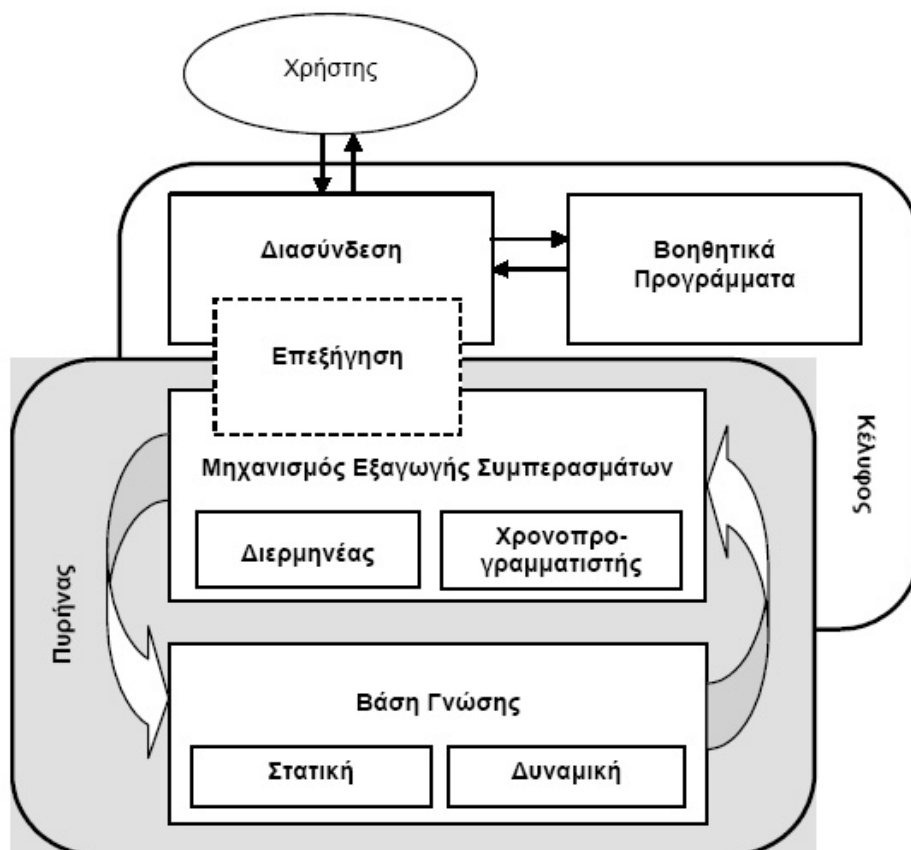 Χρήστης
Διασύνδεση
Βοηθητικά
Προγράμματα
Επεξήγηση
Κέλυφος
Μηχανισμός Εξαγωγής Συμπερασμάτων
Διερμηνέας
Χρονοπρο-
γραμματιστής
Πυρήνας
Βάση Γνώσης
Στατική
Δυναμική